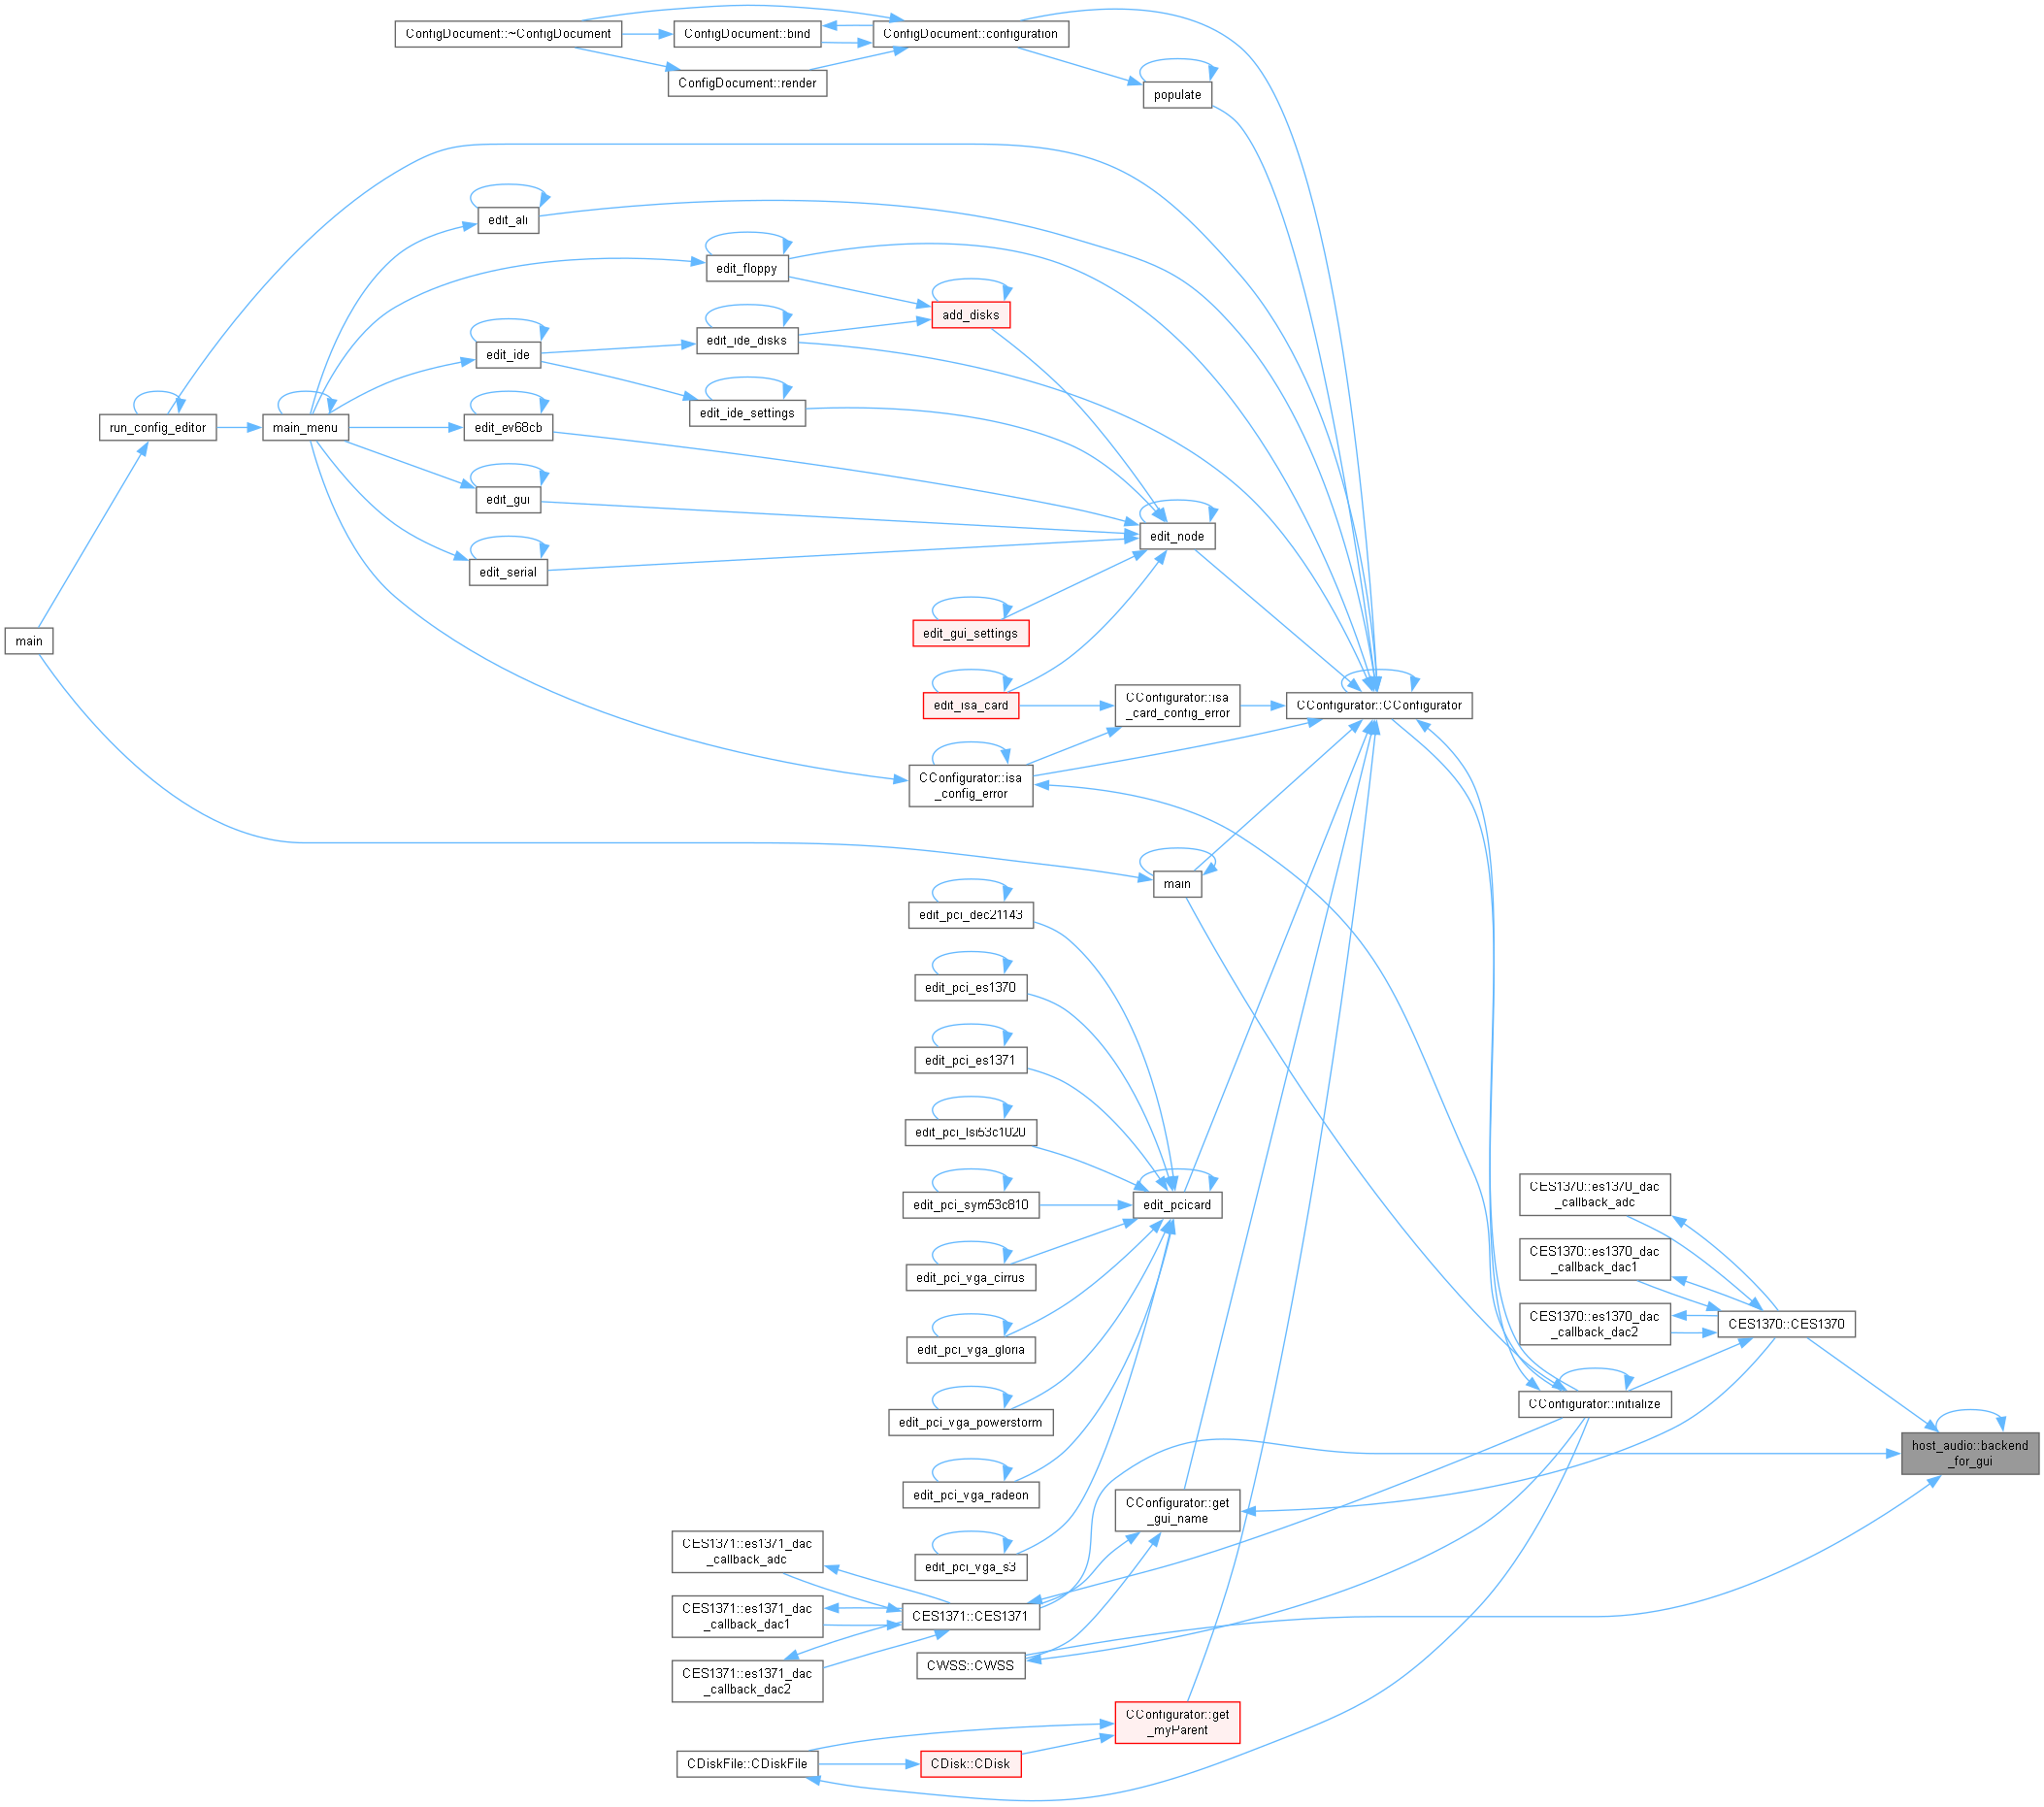 ConfigDocument::~ConfigDocument
ConfigDocument::bind
ConfigDocument::configuration
ConfigDocument::render
populate
edit_ali
edit_floppy
add_disks
edit_ide_disks
edit_ide
edit_ide_settings
run_config_editor
main_menu
edit_ev68cb
edit_gui
edit_node
edit_serial
main
edit_gui_settings
edit_isa_card
CConfigurator::isa
_card_config_error
CConfigurator::CConfigurator
CConfigurator::isa
_config_error
main
edit_pci_dec21143
edit_pci_es1370
edit_pci_es1371
edit_pci_lsi53c1020
edit_pci_sym53c810
edit_pcicard
edit_pci_vga_cirrus
edit_pci_vga_gloria
edit_pci_vga_powerstorm
edit_pci_vga_radeon
edit_pci_vga_s3
CES1370::es1370_dac
_callback_adc
CES1370::es1370_dac
_callback_dac1
CES1370::es1370_dac
_callback_dac2
CES1370::CES1370
CConfigurator::initialize
host_audio::backend
_for_gui
CConfigurator::get
_gui_name
CES1371::es1371_dac
_callback_adc
CES1371::es1371_dac
_callback_dac1
CES1371::es1371_dac
_callback_dac2
CES1371::CES1371
CWSS::CWSS
CConfigurator::get
_myParent
CDiskFile::CDiskFile
CDisk::CDisk